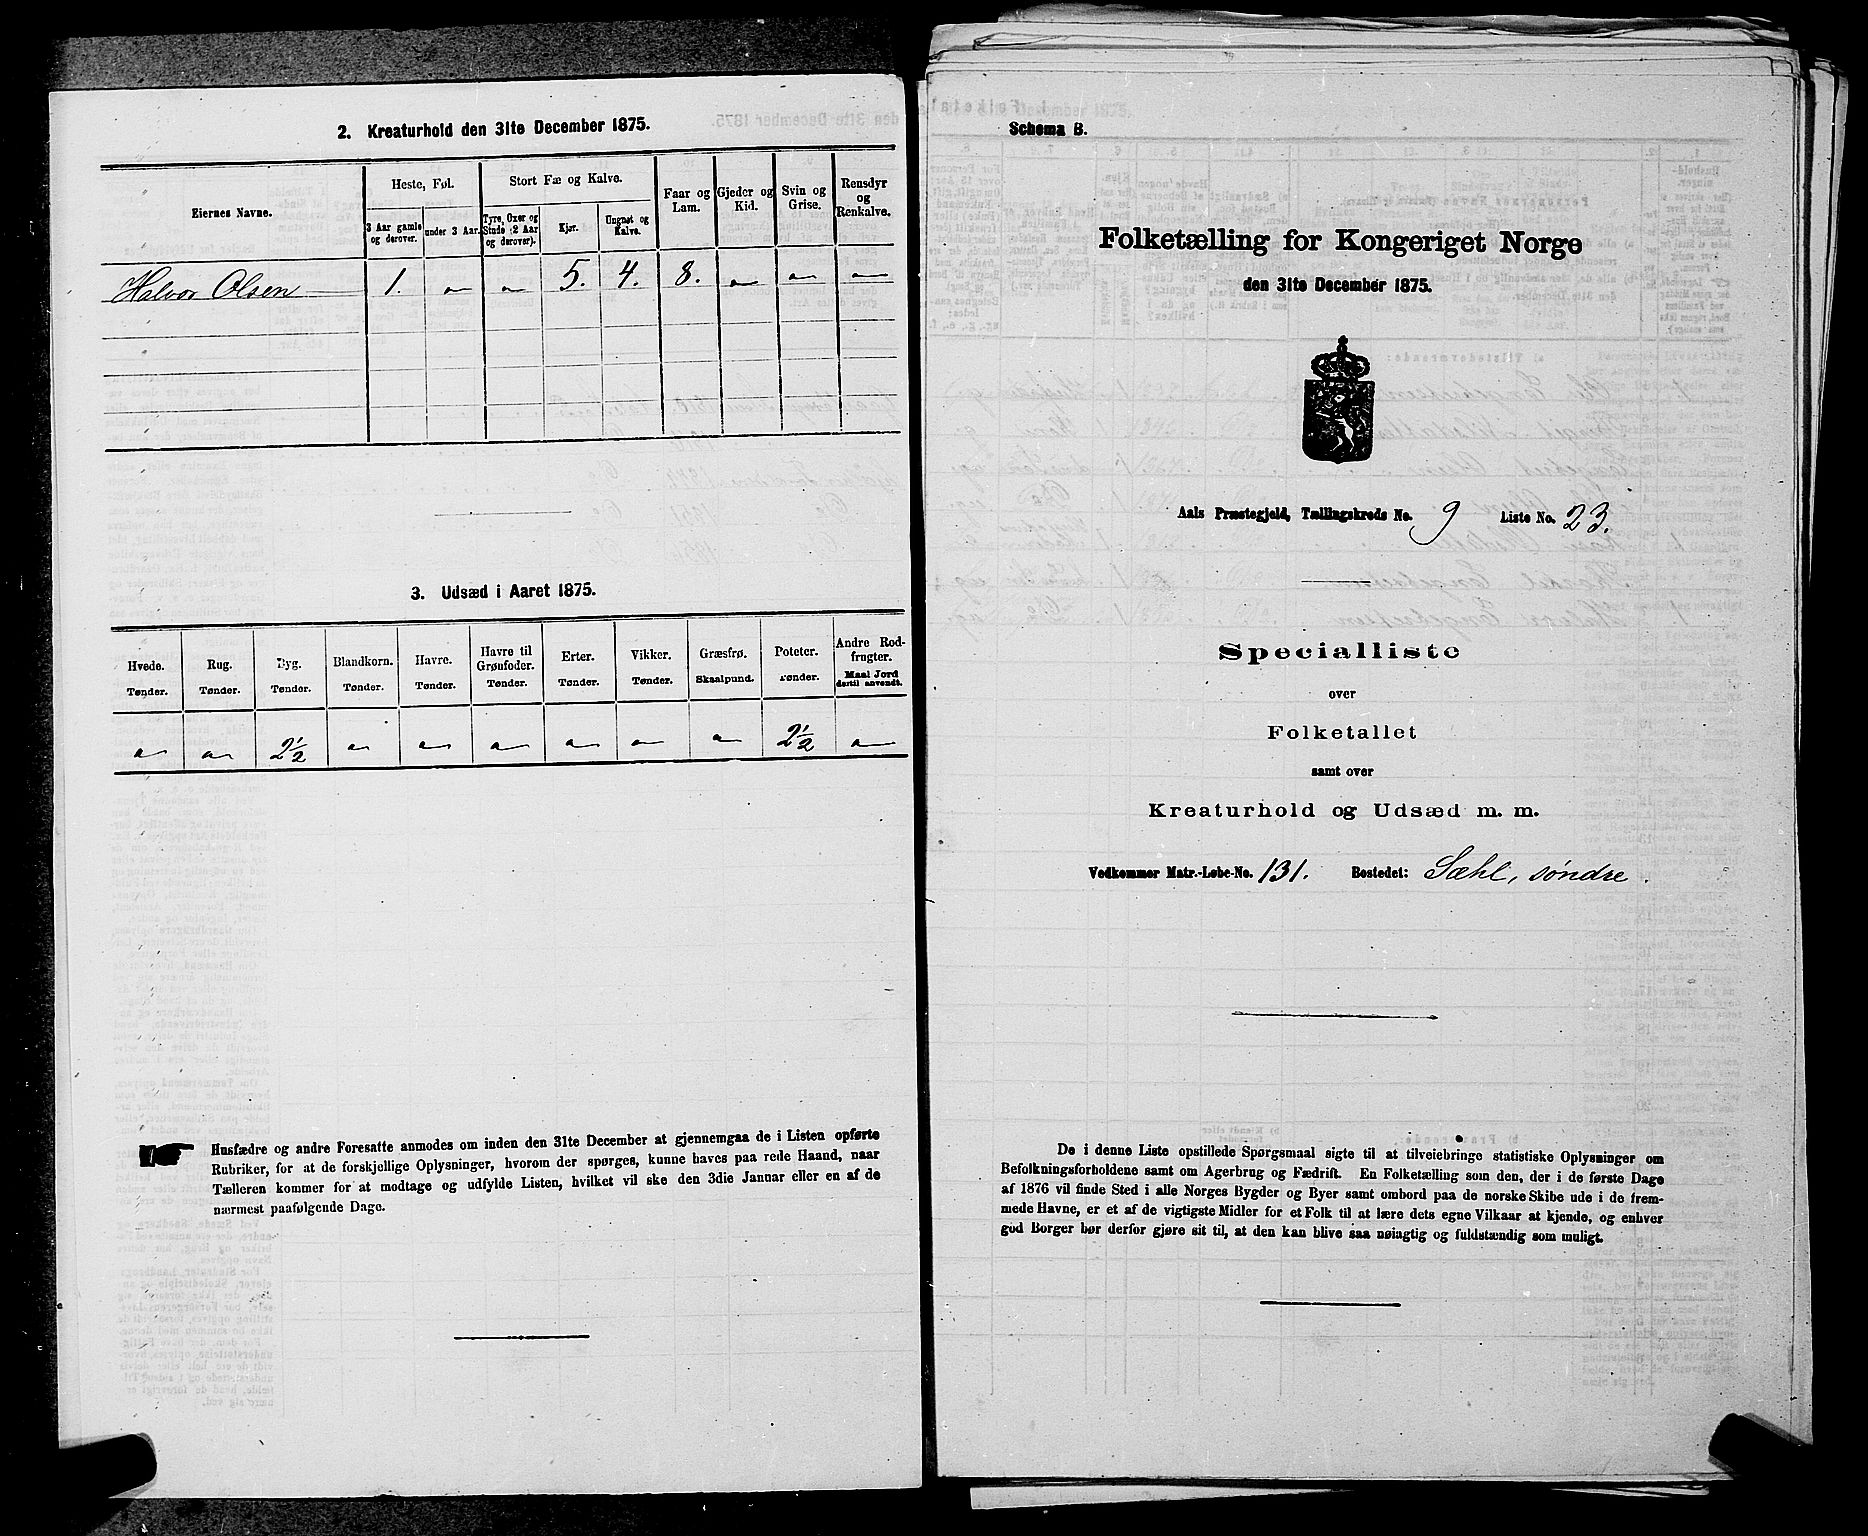 2. Kreaturhold den 31te December 1875.
Eiernes Navne.
Heste, Føl.
Stort Fæ og Kalve.
Faar og Lam.
Gjeder og Kid.
Svin og Grise.
Rensdyr og Renkalve.
3 Aar gamle og derover.
under 3 Aar.
Tyre, Oxer og Stude (2 Aar og derover).
Kjør.
Ungnøt og Kalve.
Halvor Olsen 1. " " 5. 4. 8. " " "
3. Udsæd i Aaret 1875.
Hvede. Rug. Byg. Blandkorn. Havre. Havre til Grønfoder. Erter. Vikker. Græsfrø. Poteter. Andre Rodfrugter.
Tønder. Tønder. Tønder. Tønder. Tønder. Tønder. Tønder. Tønder. Skaalpund. Tønder. Maal Jord dertil anvendt.
" " 2½ " " " " " " 2½ "
Husfædre og andre Foresatte anmodes om inden den 31te December at gjennemgaa de i Listen opførte
Rubriker, for at de forskjellige Oplysninger, hvorom der spørges, kunne haves paa rede Haand, naar
Tælleren kommer for at modtage og udfylde Listen, hvilket vil ske den 3die Januar eller en af de
nærmest paafølgende Dage.
Schema B.
Folketælling for Kongeriget Norge
den 31te December 1875.
Aals Præstegjeld, Tællingskreds No. 9 Liste No. 23.
Specialliste
over
Folketallet
samt over
Kreaturhold og Udsæd m. m.
Vedkommer Matr.-Løbe-No. 131. Bostedet: Sæhl, søndre.
De i denne Liste opstillede Spørgsmaal sigte til at tilveiebringe statistiske Oplysninger om
Befolkningsforholdene samt om Agerbrug og Fædrift. En Folketælling som den, der i de første Dage
af 1876 vil finde Sted i alle Norges Bygder og Byer samt ombord paa de norske Skibe ude i de frem-
mede Havne, er et af de vigtigste Midler for et Folk til at lære dets egne Vilkaar at kjende, og enhver
god Borger bør derfor gjøre sit til, at den kan blive saa nøiagtig og fuldstændig som muligt.